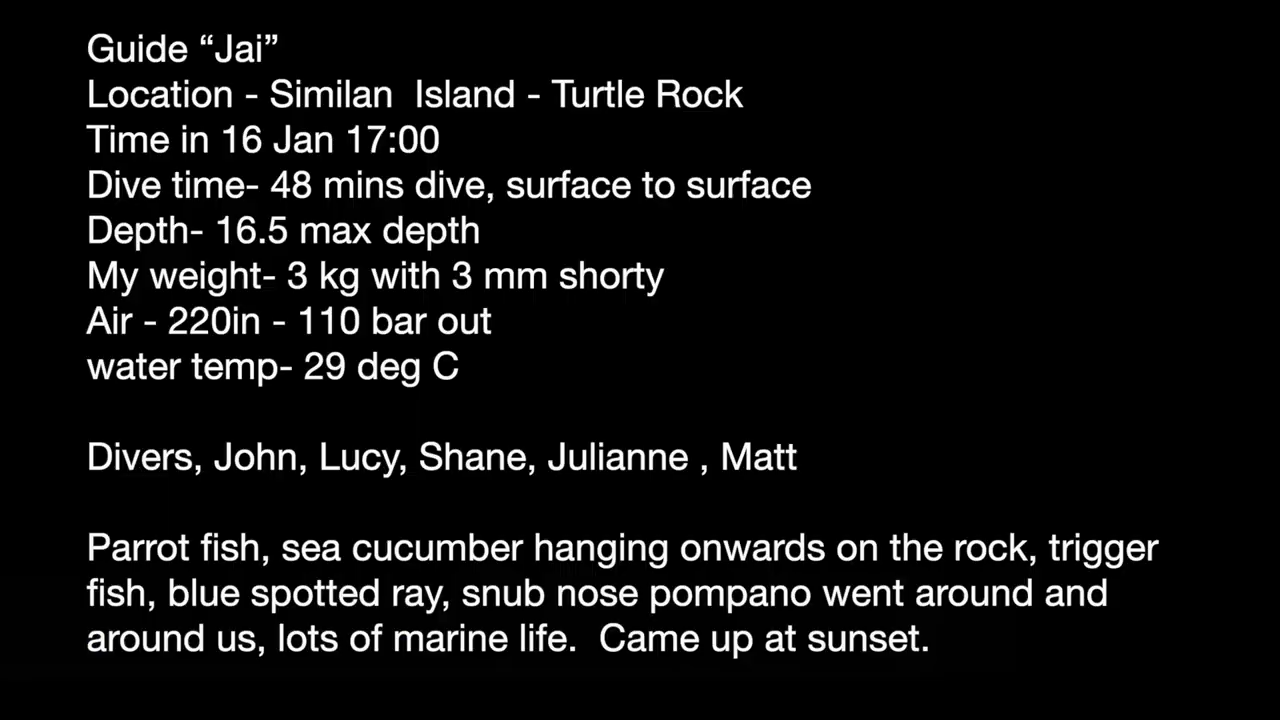 Guide “Jai”
Location - Similan  Island - Turtle Rock
Time in 16 Jan 17:00
Dive time- 48 mins dive, surface to surface
Depth- 16.5 max depth
My weight- 3 kg with 3 mm shorty
Air - 220in - 110 bar out
water temp- 29 deg C
Divers, John, Lucy, Shane, Julianne , Matt
Parrot fish, sea cucumber hanging onwards on the rock, trigger
fish, blue spotted ray, snub nose pompano went around and
around us, lots of marine life.  Came up at sunset.